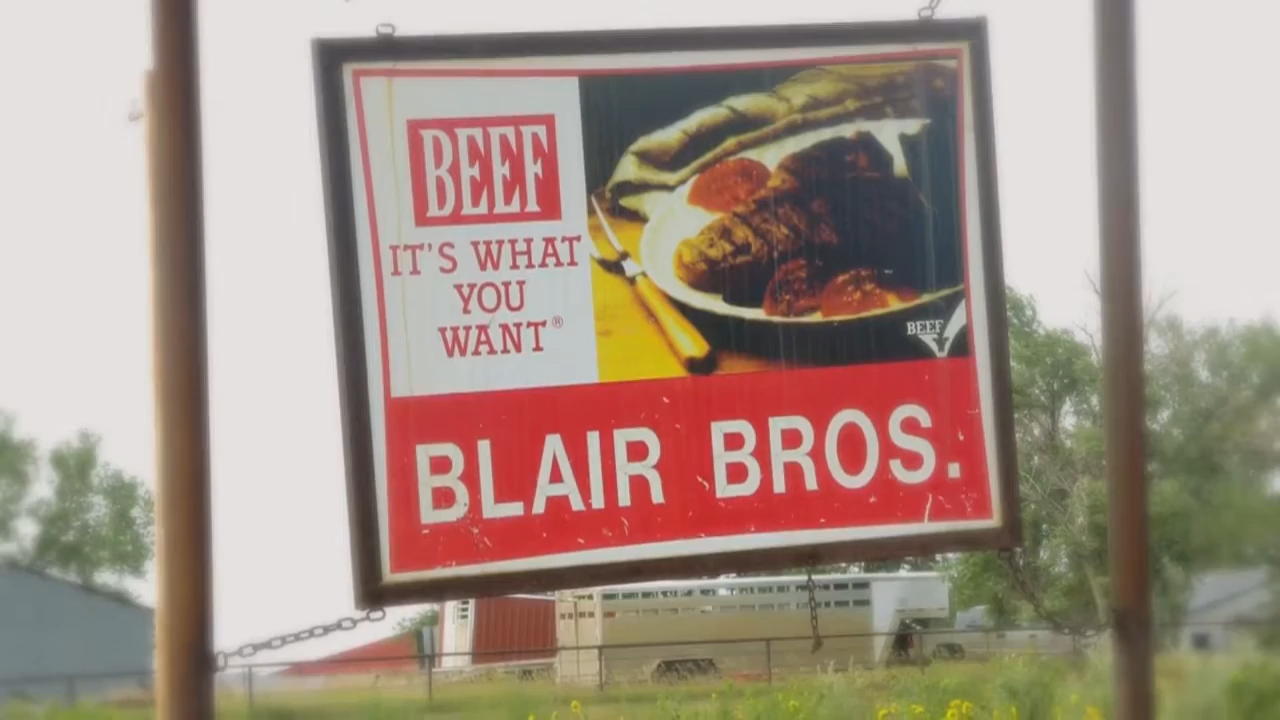 BEEF
IT'S WHAT
YOU
WANT®
BEEF
BLAIR BROS.